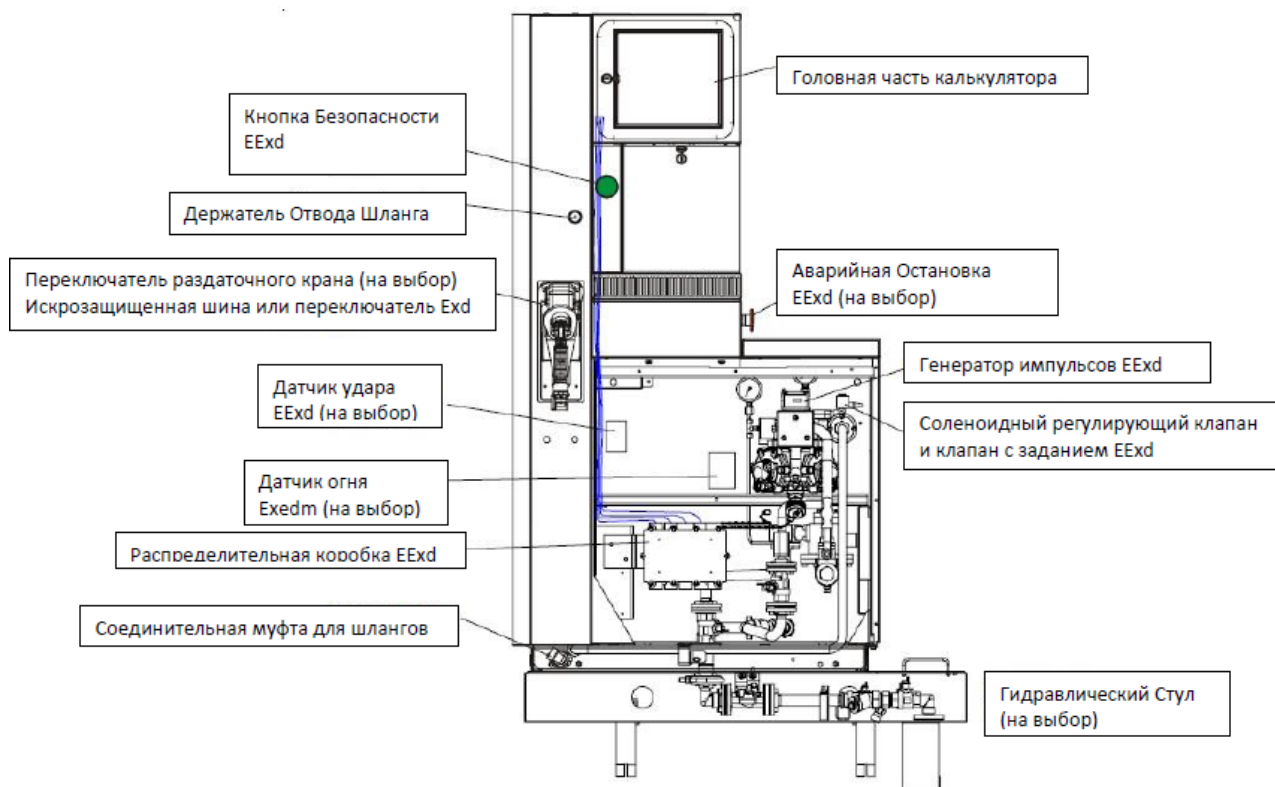 Головная часть калькулятора
Кнопка Безопасности
EExd
Держатель Отвода Шланга
Переключатель раздаточного крана (на выбор)
Искрозащищенная шина или переключатель Exd
Аварийная Остановка
EExd (на выбор)
Генератор импульсов EExd
Датчик удара
EExd (на выбор)
Соленоидный регулирующий клапан
и клапан с заданием EExd
Датчик огня
Exedm (на выбор)
Распределительная коробка EExd
Соединительная муфта для шлангов
Гидравлический Стул
(на выбор)